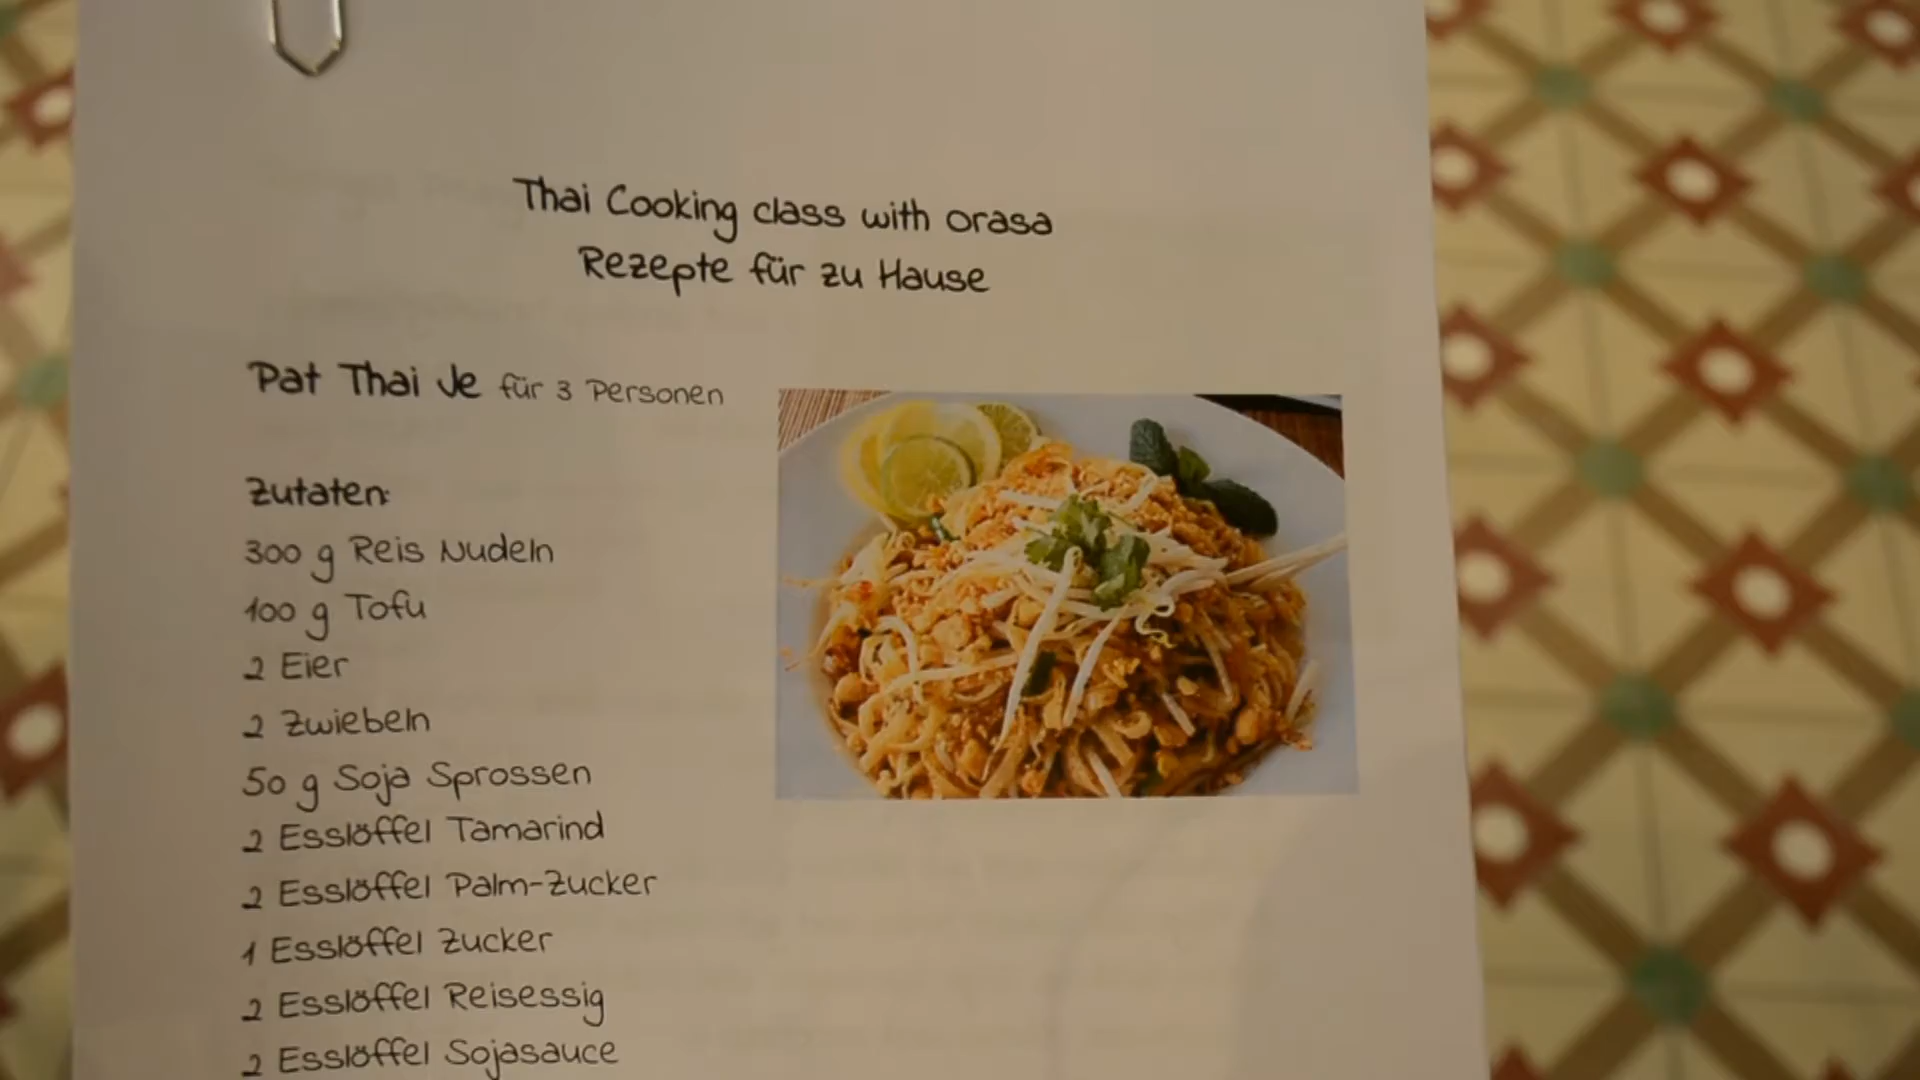 Thai Cooking class with orasa
Rezepte für zu Hause
Pat Thai Je für 3 Personen
Zutaten:
300 g Reis Nudeln
100 g Tofu
2 Eier
2 Zwiebeln
50 g Soja Sprossen
2 Esslöffel Tamarind
2 Esslöffel Palm-Zucker
1 Esslöffel Zucker
2 Esslöffel Reisessig
2 Esslöffel Sojasauce